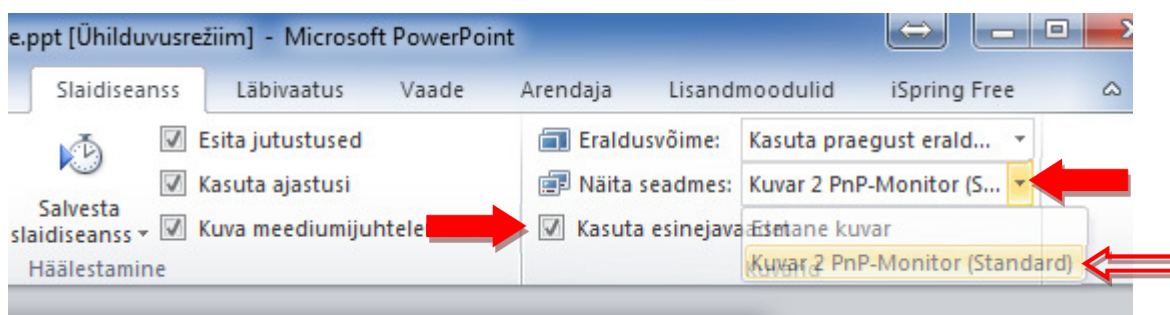 e.ppt [Ühilduvusrežiim] - Microsoft PowerPoint
Slaidiseanss Läbivaatus Vaade Arendaja Lisandmoodulid iSpring Free
Salvesta
slaidiseanss
Esita jutustused
Kasuta ajastusi
Kuva meediumijuhtele
Häälestamine
Eraldusvõime: Kasuta praegust erald...
Näita seadmes: Kuvar 2 PnP-Monitor (S...
Kasuta esinejavaadet
Esmane kuvar
Kuvar 2 PnP-Monitor (Standard)